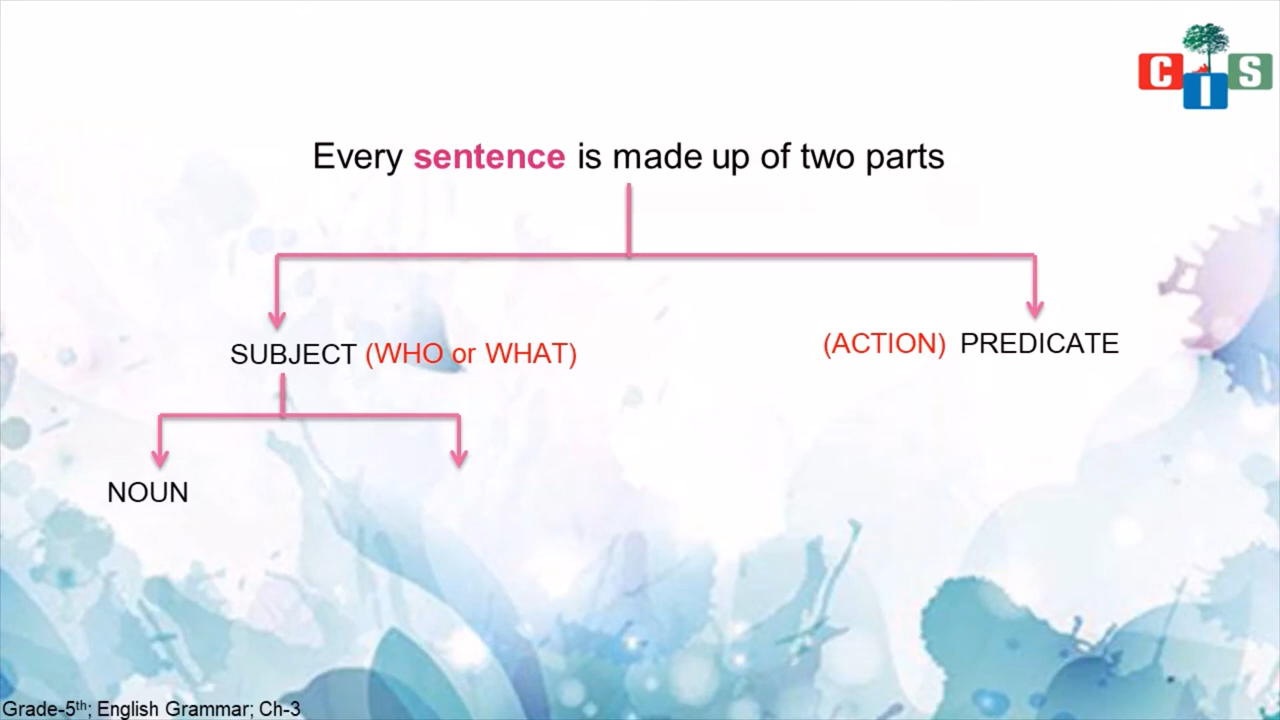 C I S
Every sentence is made up of two parts
SUBJECT (WHO or WHAT)
(ACTION) PREDICATE
NOUN
Grade-5th; English Grammar; Ch-3